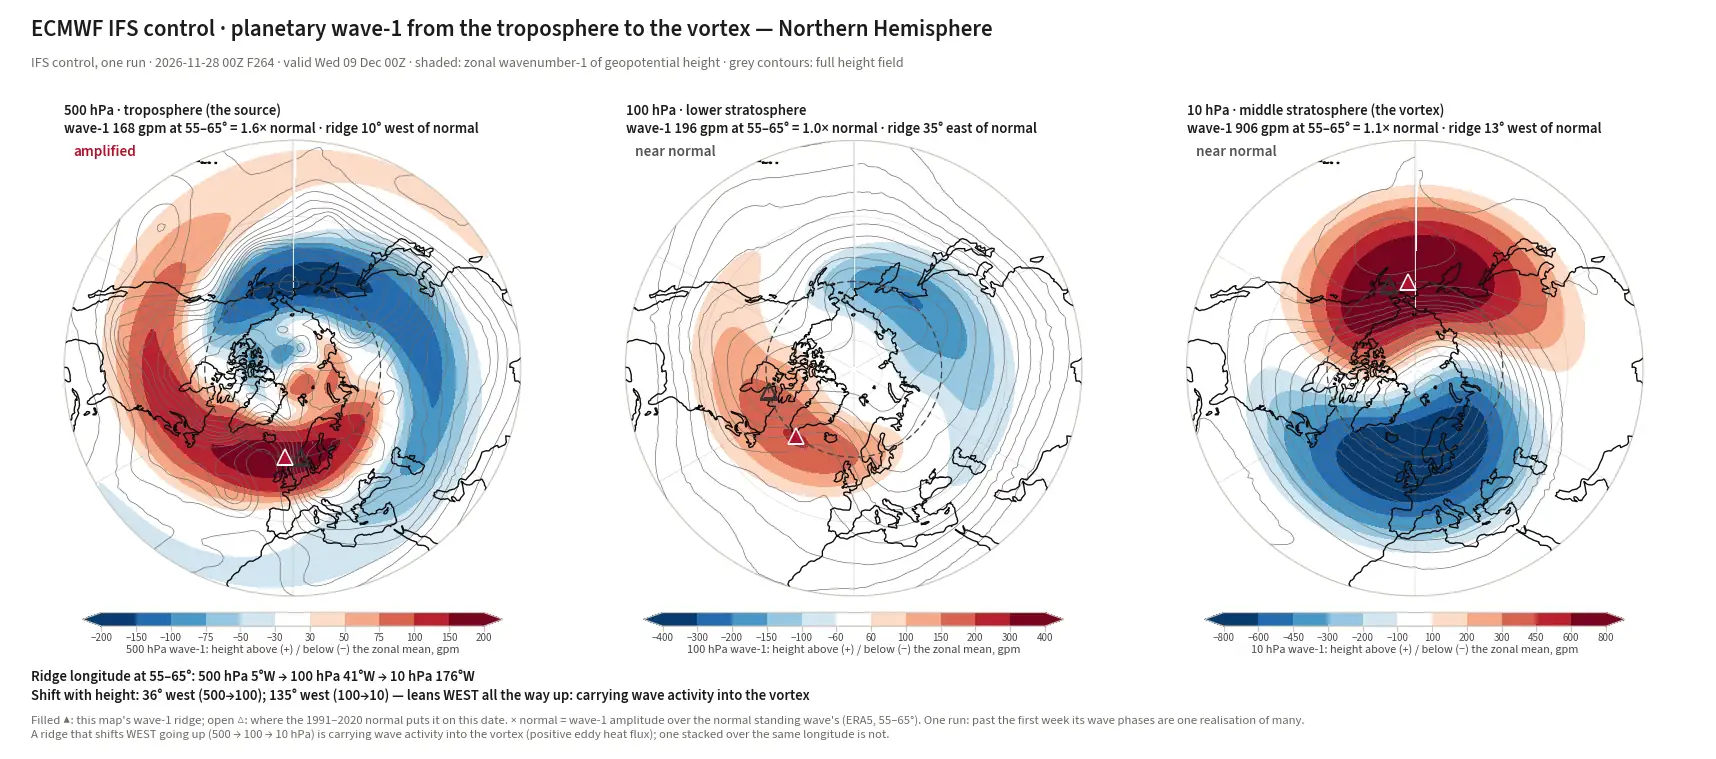 ECMWF IFS control · planetary wave-1 from the troposphere to the vortex — Northern Hemisphere
IFS control, one run · 2026-11-28 00Z F264 · valid Wed 09 Dec 00Z · shaded: zonal wavenumber-1 of geopotential height · grey contours: full height field
500 hPa · troposphere (the source)
wave-1 168 gpm at 55–65° = 1.6× normal · ridge 10° west of normal
amplified
100 hPa · lower stratosphere
wave-1 196 gpm at 55–65° = 1.0× normal · ridge 35° east of normal
near normal
10 hPa · middle stratosphere (the vortex)
wave-1 906 gpm at 55–65° = 1.1× normal · ridge 13° west of normal
near normal
−200 −150 −100 −75 −50 −30 30 50 75 100 150 200
500 hPa wave-1: height above (+) / below (−) the zonal mean, gpm
−400 −300 −200 −150 −100 −60 60 100 150 200 300 400
100 hPa wave-1: height above (+) / below (−) the zonal mean, gpm
−800 −600 −450 −300 −200 −100 100 200 300 450 600 800
10 hPa wave-1: height above (+) / below (−) the zonal mean, gpm
Ridge longitude at 55–65°: 500 hPa 5°W → 100 hPa 41°W → 10 hPa 176°W
Shift with height: 36° west (500→100); 135° west (100→10) — leans WEST all the way up: carrying wave activity into the vortex
Filled ▲: this map's wave-1 ridge; open △: where the 1991–2020 normal puts it on this date. × normal = wave-1 amplitude over the normal standing wave's (ERA5, 55–65°). One run: past the first week its wave phases are one realisation of many.
A ridge that shifts WEST going up (500 → 100 → 10 hPa) is carrying wave activity into the vortex (positive eddy heat flux); one stacked over the same longitude is not.